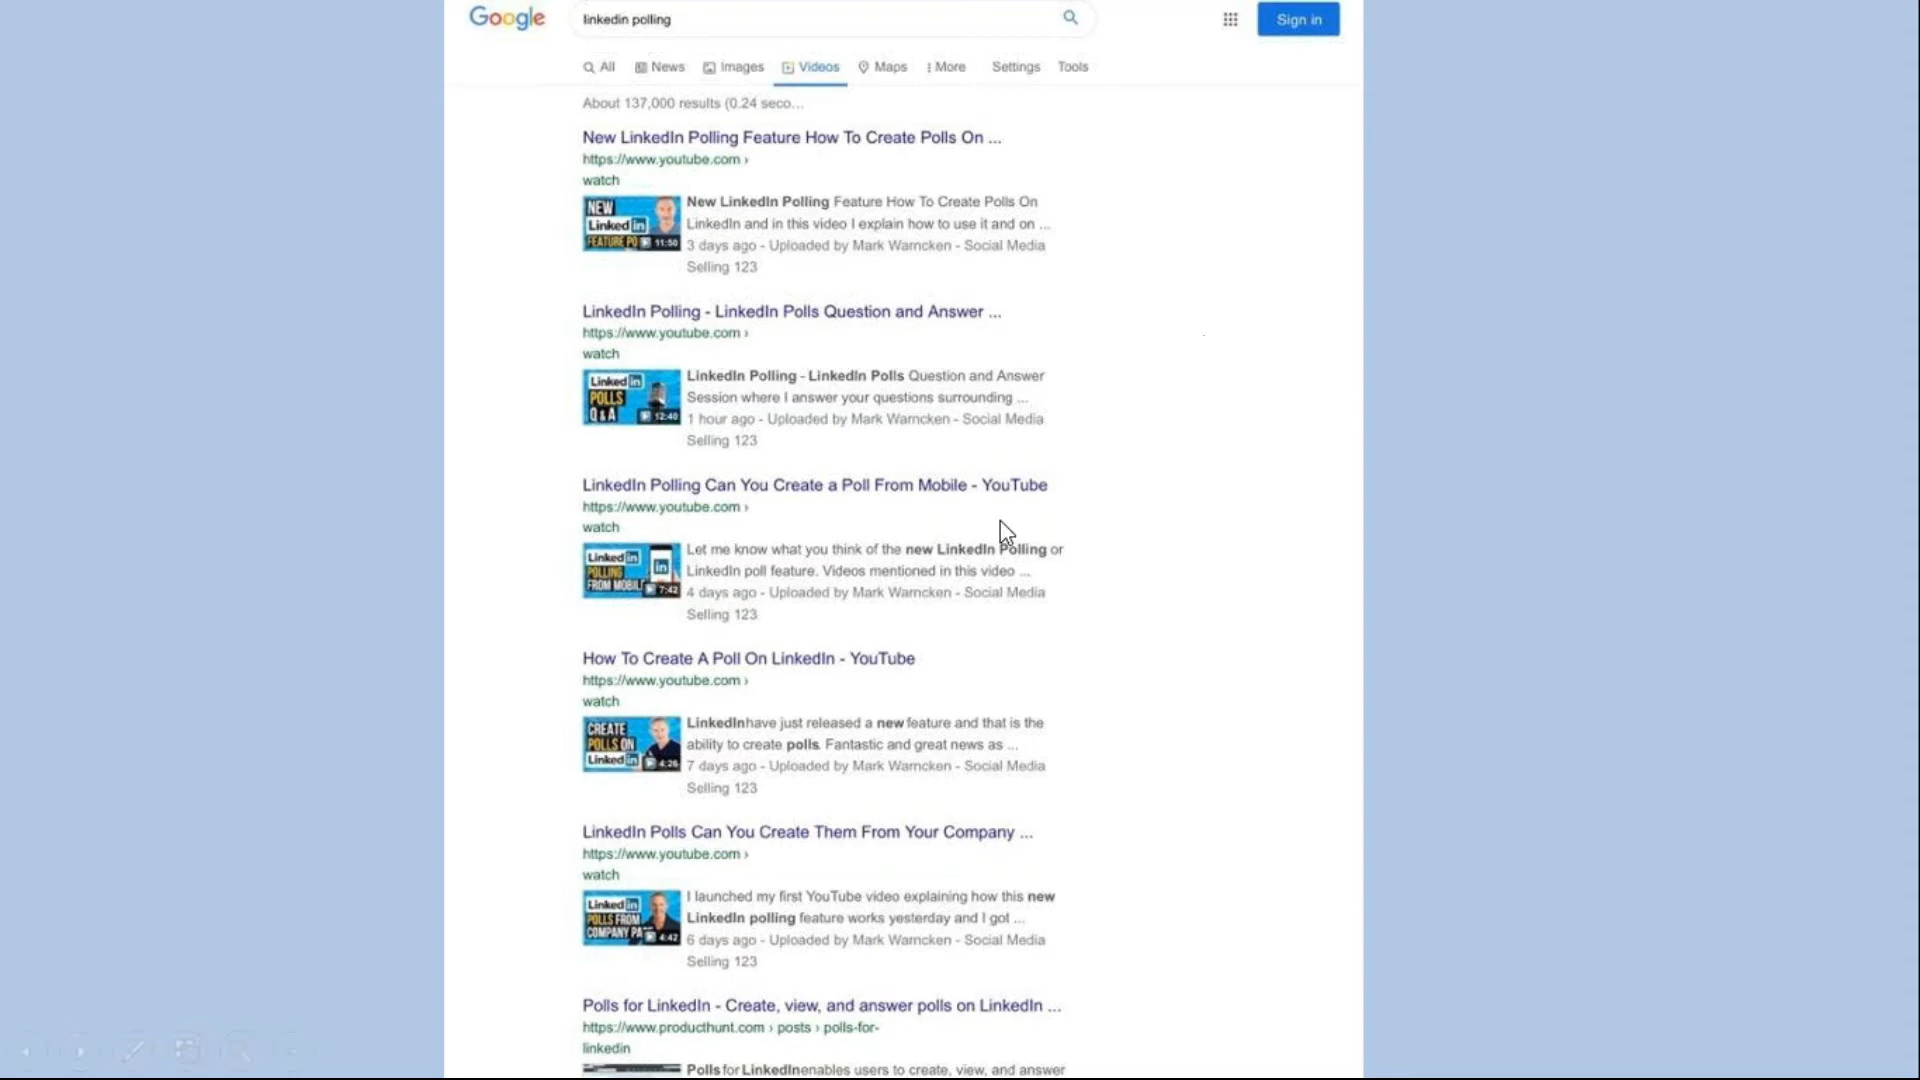 Google
linkedin polling
Sign in
All News Images Videos Maps More Settings Tools
About 137,000 results (0.24 seco...
New LinkedIn Polling Feature How To Create Polls On ...
https://www.youtube.com ›
watch
NEW
Linked in
FEATURE PO 11:50
New LinkedIn Polling Feature How To Create Polls On
LinkedIn and in this video I explain how to use it and on ...
3 days ago - Uploaded by Mark Warncken - Social Media
Selling 123
LinkedIn Polling - LinkedIn Polls Question and Answer ...
https://www.youtube.com ›
watch
Linked in
POLLS
Q & A 12:40
LinkedIn Polling - LinkedIn Polls Question and Answer
Session where I answer your questions surrounding ...
1 hour ago - Uploaded by Mark Warncken - Social Media
Selling 123
LinkedIn Polling Can You Create a Poll From Mobile - YouTube
https://www.youtube.com ›
watch
Linked in
in
POLLING
FROM MOBIL 7:42
Let me know what you think of the new LinkedIn Polling or
LinkedIn poll feature. Videos mentioned in this video ...
4 days ago - Uploaded by Mark Warncken - Social Media
Selling 123
How To Create A Poll On LinkedIn - YouTube
https://www.youtube.com ›
watch
CREATE
POLLS ON
Linked in 4:26
LinkedIn have just released a new feature and that is the
ability to create polls. Fantastic and great news as ...
7 days ago - Uploaded by Mark Warncken - Social Media
Selling 123
LinkedIn Polls Can You Create Them From Your Company ...
https://www.youtube.com ›
watch
Linked in
POLLS FROM
COMPANY PA 4:42
I launched my first YouTube video explaining how this new
LinkedIn polling feature works yesterday and I got ...
6 days ago - Uploaded by Mark Warncken - Social Media
Selling 123
Polls for LinkedIn - Create, view, and answer polls on LinkedIn ...
https://www.producthunt.com › posts › polls-for-
linkedin
Polls for LinkedIn enables users to create, view, and answer